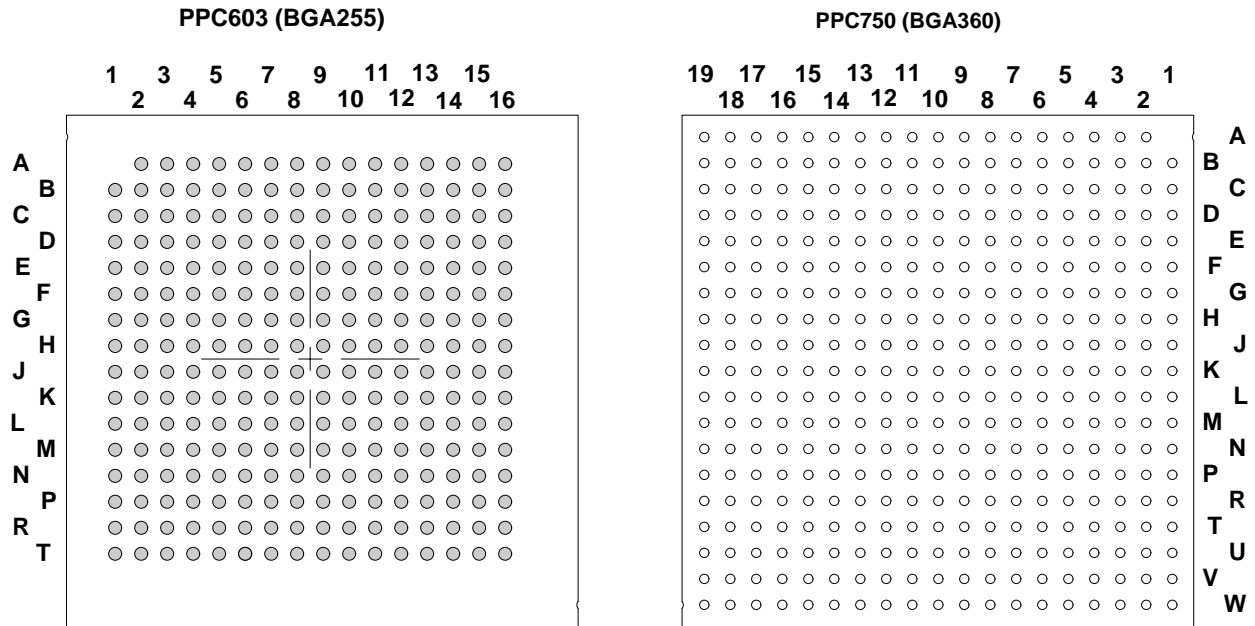 PPC603 (BGA255)
1 3 5 7 9 11 13 15
2 4 6 8 10 12 14 16
A
B
C
D
E
F
G
H
J
K
L
M
N
P
R
T
PPC750 (BGA360)
19 17 15 13 11 9 7 5 3 1
18 16 14 12 10 8 6 4 2
A
B
C
D
E
F
G
H
J
K
L
M
N
P
R
T
U
V
W